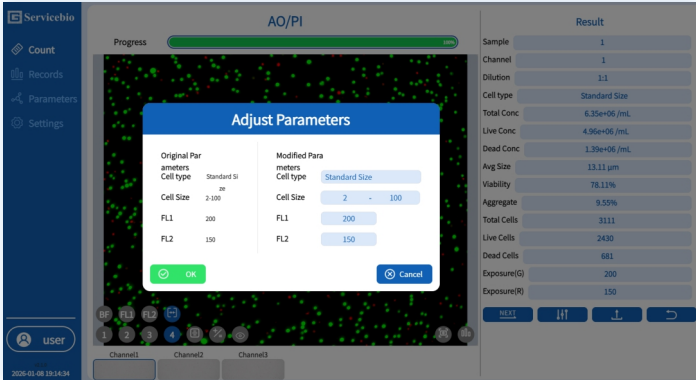 Servicebio
Count
Records
Parameters
Settings
user
2026-01-08 19:14:34
AO/PI
Progress
100%
Adjust Parameters
Original Par
ameters
Cell type Standard Si
ze
Cell Size 2-100
FL1 200
FL2 150
Modified Para
meters
Cell type Standard Size
Cell Size 2 - 100
FL1 200
FL2 150
OK
Cancel
BF FL1 FL2
1 2 3 4
Channel1 Channel2 Channel3
Result
Sample 1
Channel 1
Dilution 1:1
Cell type Standard Size
Total Conc 6.35e+06 /mL
Live Conc 4.96e+06 /mL
Dead Conc 1.39e+06 /mL
Avg Size 13.11 μm
Viability 78.11%
Aggregate 9.55%
Total Cells 3111
Live Cells 2430
Dead Cells 681
Exposure(G) 200
Exposure(R) 150
NEXT